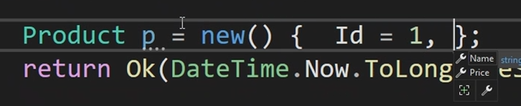 Product p = new() {  Id = 1, };
return Ok(DateTime.Now.ToLong
Name string
Price